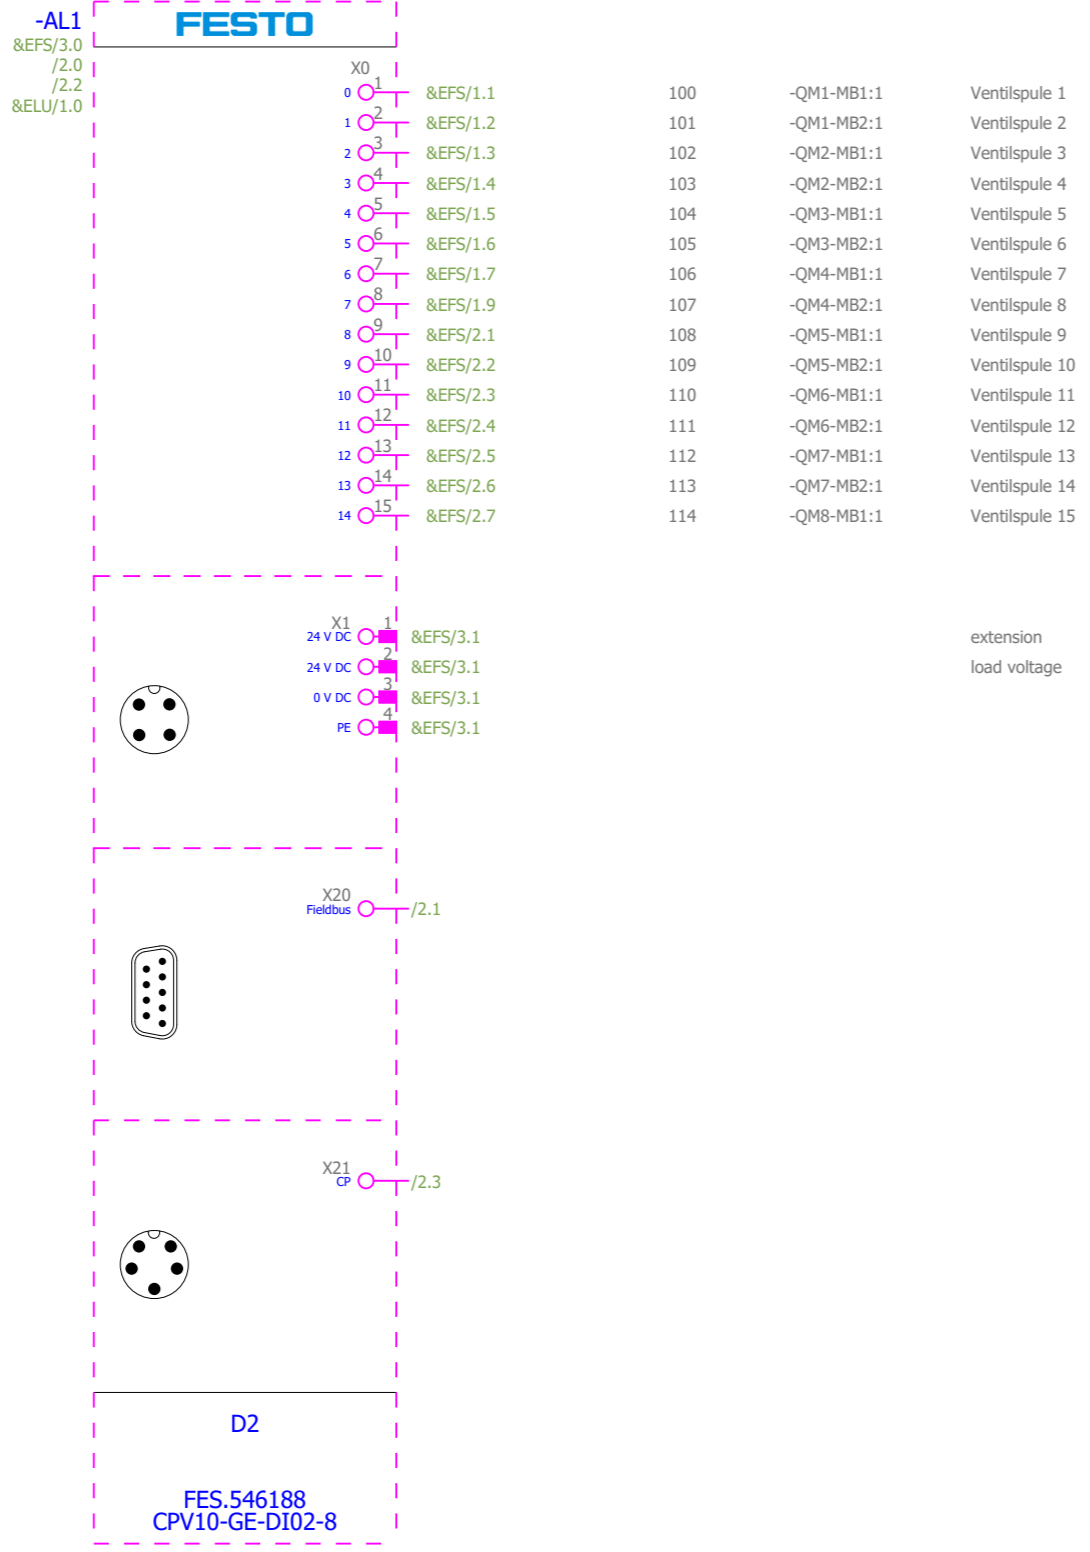 -AL1 FESTO
&EFS/3.0
/2.0
/2.2
&ELU/1.0
X0
0 1 &EFS/1.1 100 -QM1-MB1:1 Ventilspule 1
1 2 &EFS/1.2 101 -QM1-MB2:1 Ventilspule 2
2 3 &EFS/1.3 102 -QM2-MB1:1 Ventilspule 3
3 4 &EFS/1.4 103 -QM2-MB2:1 Ventilspule 4
4 5 &EFS/1.5 104 -QM3-MB1:1 Ventilspule 5
5 6 &EFS/1.6 105 -QM3-MB2:1 Ventilspule 6
6 7 &EFS/1.7 106 -QM4-MB1:1 Ventilspule 7
7 8 &EFS/1.9 107 -QM4-MB2:1 Ventilspule 8
8 9 &EFS/2.1 108 -QM5-MB1:1 Ventilspule 9
9 10 &EFS/2.2 109 -QM5-MB2:1 Ventilspule 10
10 11 &EFS/2.3 110 -QM6-MB1:1 Ventilspule 11
11 12 &EFS/2.4 111 -QM6-MB2:1 Ventilspule 12
12 13 &EFS/2.5 112 -QM7-MB1:1 Ventilspule 13
13 14 &EFS/2.6 113 -QM7-MB2:1 Ventilspule 14
14 15 &EFS/2.7 114 -QM8-MB1:1 Ventilspule 15
X1
24 V DC 1 &EFS/3.1 extension
24 V DC 2 &EFS/3.1 load voltage
0 V DC 3 &EFS/3.1
PE 4 &EFS/3.1
X20
Fieldbus /2.1
X21
CP /2.3
D2
FES.546188
CPV10-GE-DI02-8